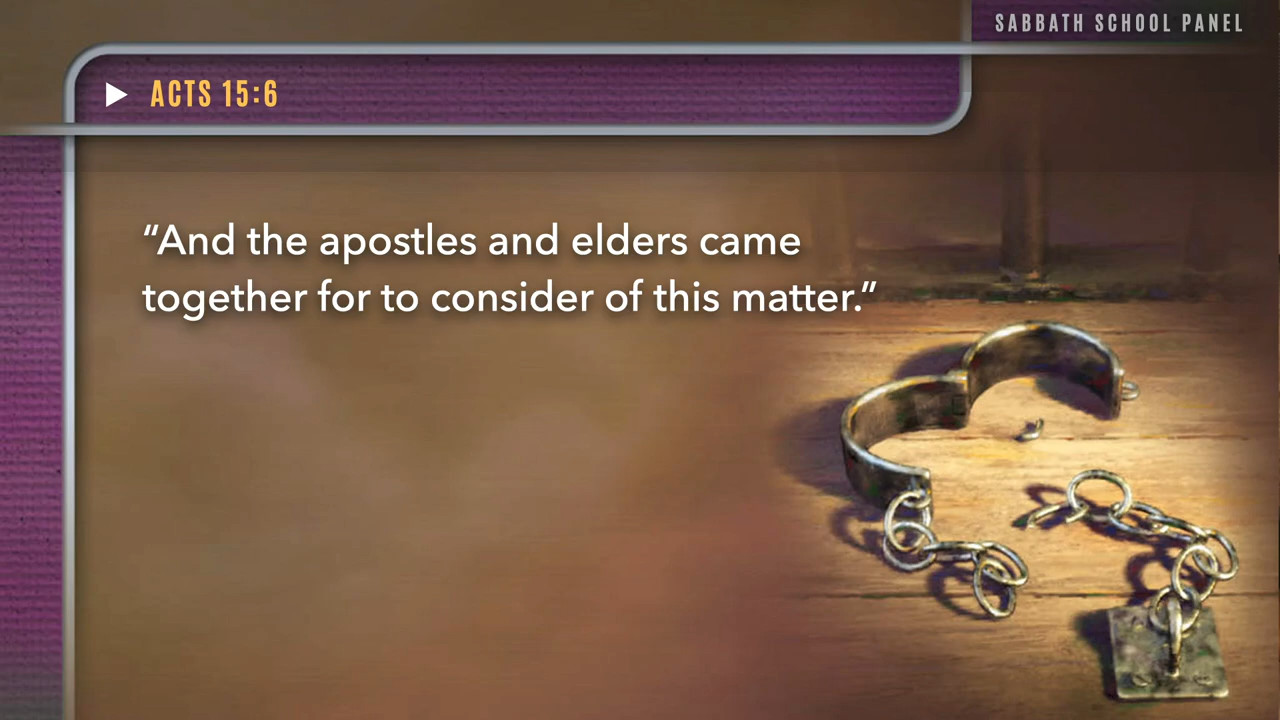 SABBATH SCHOOL PANEL
ACTS 15:6
“And the apostles and elders came
together for to consider of this matter.”